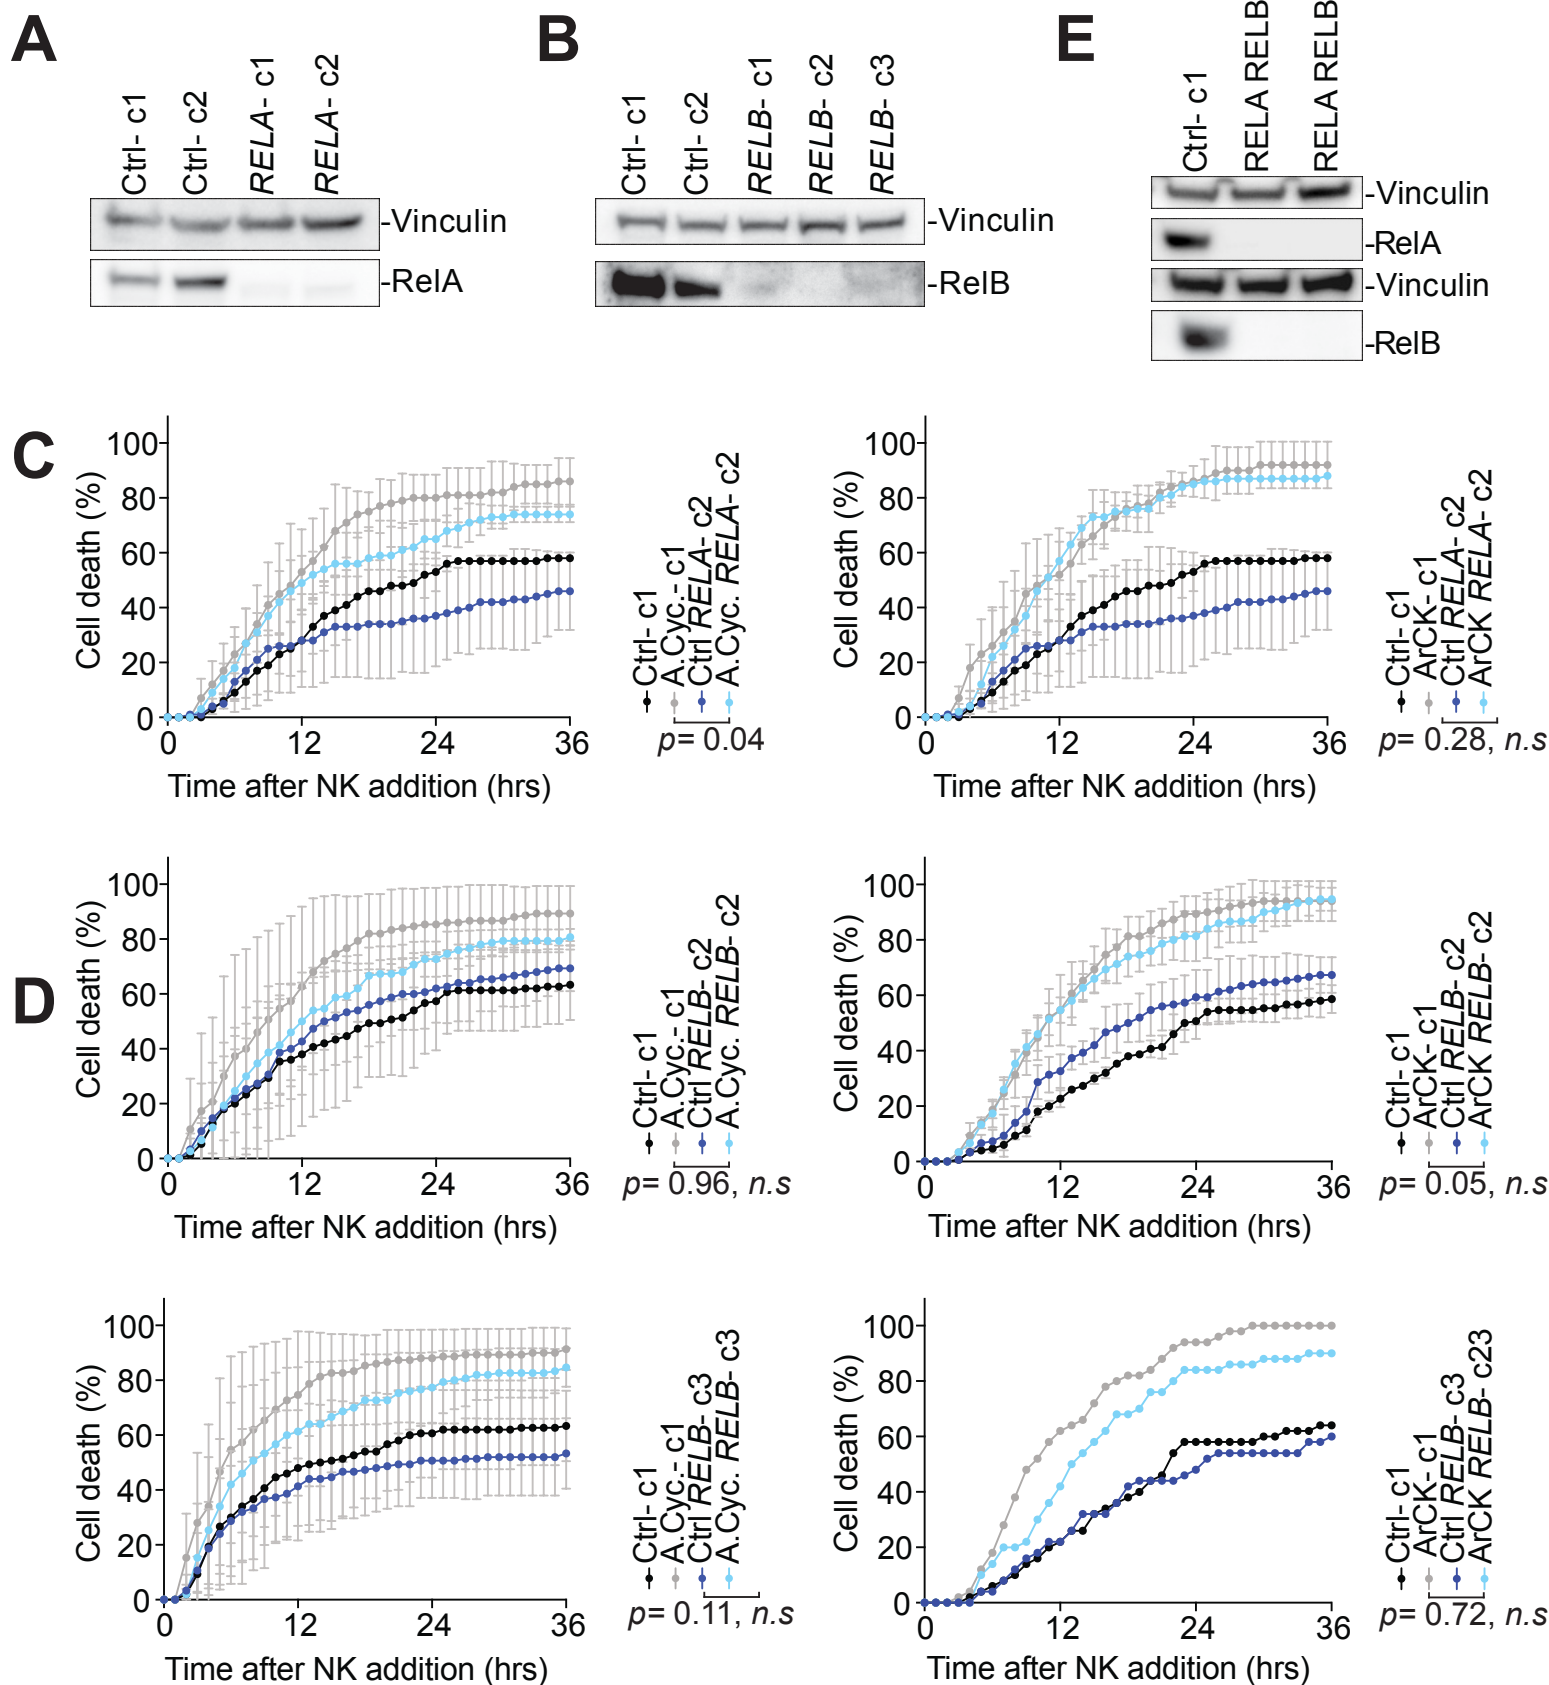 A
Ctrl- c1
Ctrl- c2
RELA- c1
RELA- c2
-Vinculin
-RelA
B
Ctrl- c1
Ctrl- c2
RELB- c1
RELB- c2
RELB- c3
-Vinculin
-RelB
E
Ctrl- c1
RELA RELB
RELA RELB
-Vinculin
-RelA
-Vinculin
-RelB
C
Cell death (%)
100
80
60
40
20
0
0 12 24 36
Time after NK addition (hrs)
Ctrl- c1
A.Cyc.- c1
Ctrl RELA- c2
A.Cyc. RELA- c2
p= 0.04
Cell death (%)
100
80
60
40
20
0
0 12 24 36
Time after NK addition (hrs)
Ctrl- c1
ArCK- c1
Ctrl RELA- c2
ArCK RELA- c2
p= 0.28, n.s
D
Cell death (%)
100
80
60
40
20
0
0 12 24 36
Time after NK addition (hrs)
Ctrl- c1
A.Cyc.- c1
Ctrl RELB- c2
A.Cyc. RELB- c2
p= 0.96, n.s
Cell death (%)
100
80
60
40
20
0
0 12 24 36
Time after NK addition (hrs)
Ctrl- c1
ArCK- c1
Ctrl RELB- c2
ArCK RELB- c2
p= 0.05, n.s
Cell death (%)
100
80
60
40
20
0
0 12 24 36
Time after NK addition (hrs)
Ctrl- c1
A.Cyc.- c1
Ctrl RELB- c3
A.Cyc. RELB- c3
p= 0.11, n.s
Cell death (%)
100
80
60
40
20
0
0 12 24 36
Time after NK addition (hrs)
Ctrl- c1
ArCK- c1
Ctrl RELB- c3
ArCK RELB- c23
p= 0.72, n.s